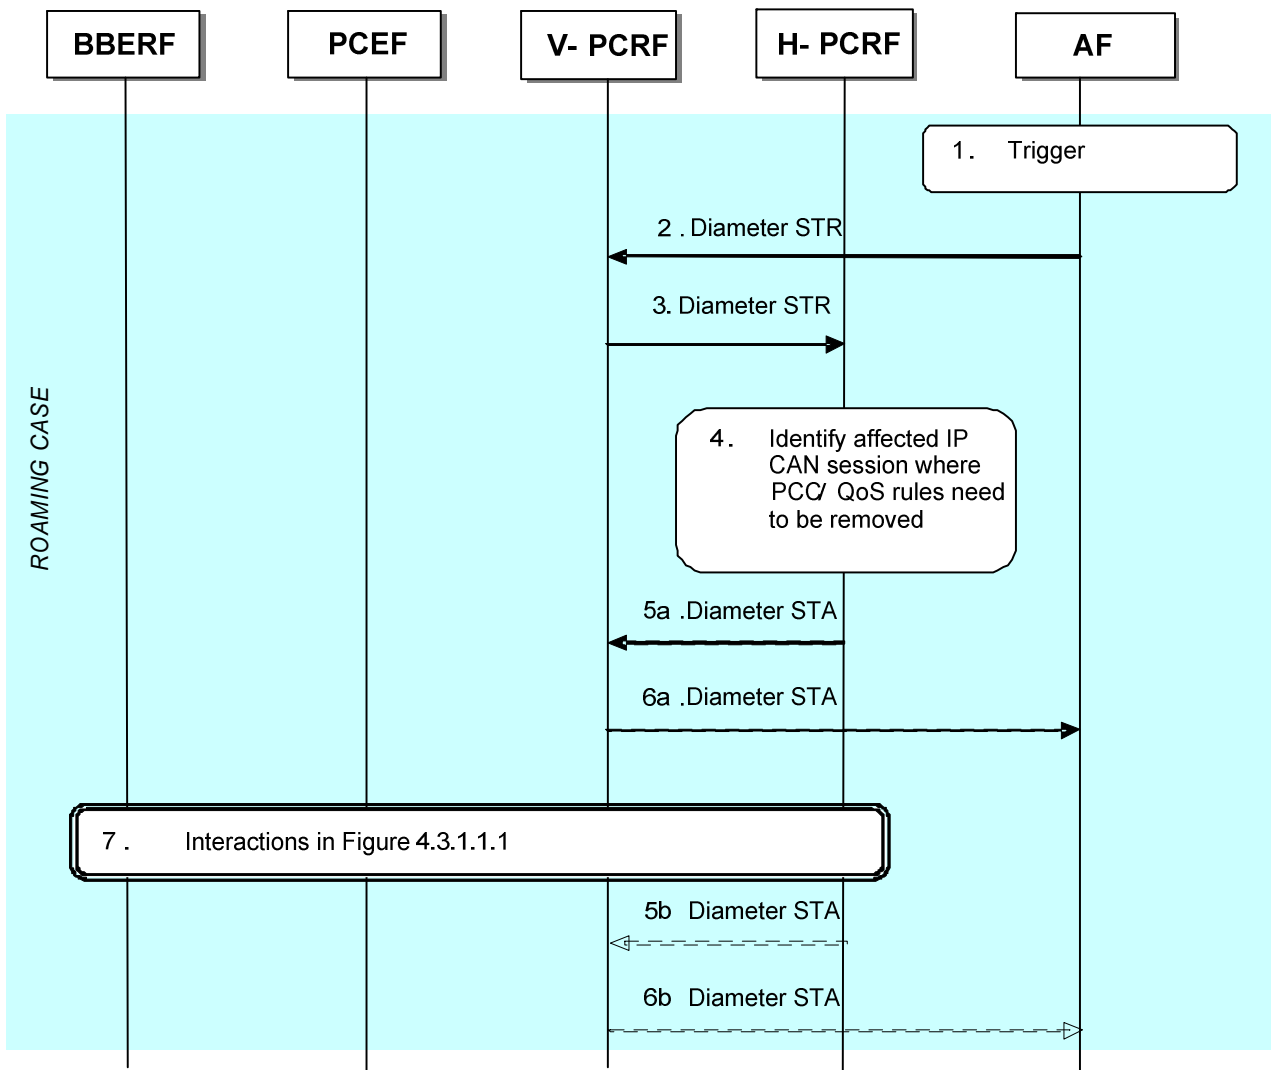 BBERF
PCEF
V- PCRF
H- PCRF
AF
1. Trigger
2 . Diameter STR
3. Diameter STR
ROAMING CASE
4. Identify affected IP
CAN session where
PCC/ QoS rules need
to be removed
5a .Diameter STA
6a .Diameter STA
7 . Interactions in Figure 4.3.1.1.1
5b Diameter STA
6b Diameter STA